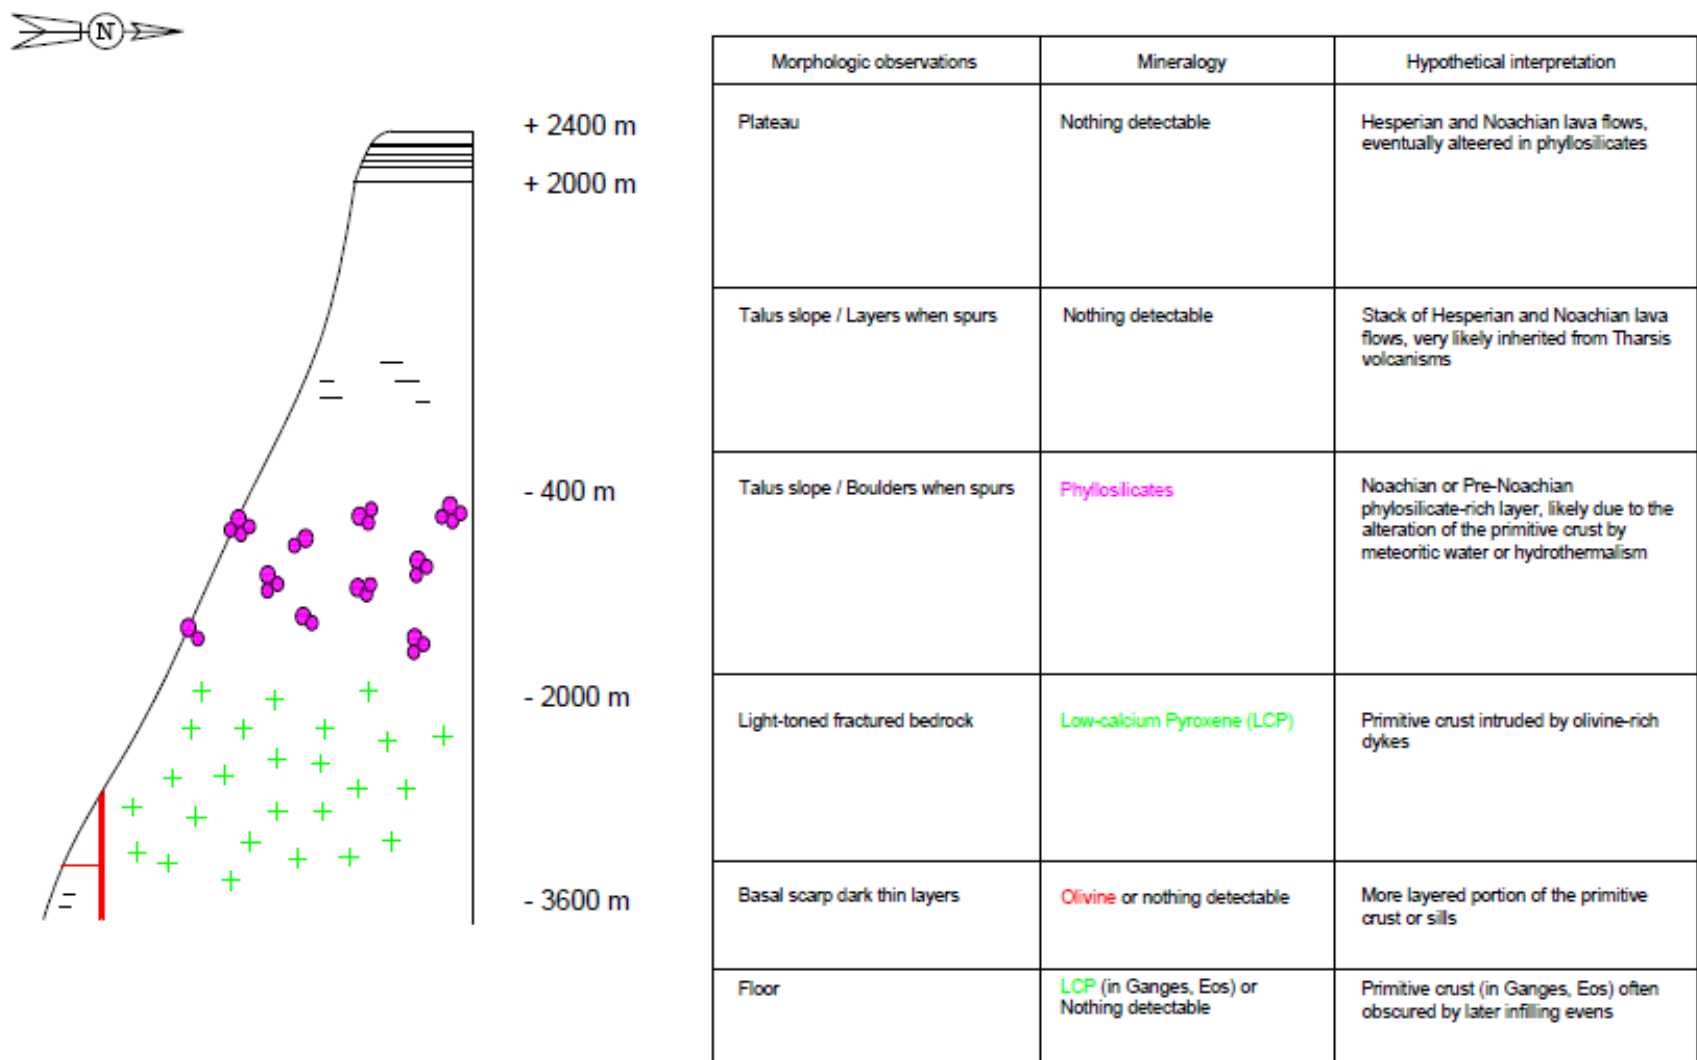 N
+ 2400 m
+ 2000 m
- 400 m
- 2000 m
- 3600 m
Morphologic observations
Mineralogy
Hypothetical interpretation
Plateau
Nothing detectable
Hesperian and Noachian lava flows,
eventually alteered in phyllosilicates
Talus slope / Layers when spurs
Nothing detectable
Stack of Hesperian and Noachian lava
flows, very likely inherited from Tharsis
volcanisms
Talus slope / Boulders when spurs
Phyllosilicates
Noachian or Pre-Noachian
phylosilicate-rich layer, likely due to the
alteration of the primitive crust by
meteoritic water or hydrothermalism
Light-toned fractured bedrock
Low-calcium Pyroxene (LCP)
Primitive crust intruded by olivine-rich
dykes
Basal scarp dark thin layers
Olivine or nothing detectable
More layered portion of the primitive
crust or sills
Floor
LCP (in Ganges, Eos) or
Nothing detectable
Primitive crust (in Ganges, Eos) often
obscured by later infilling evens